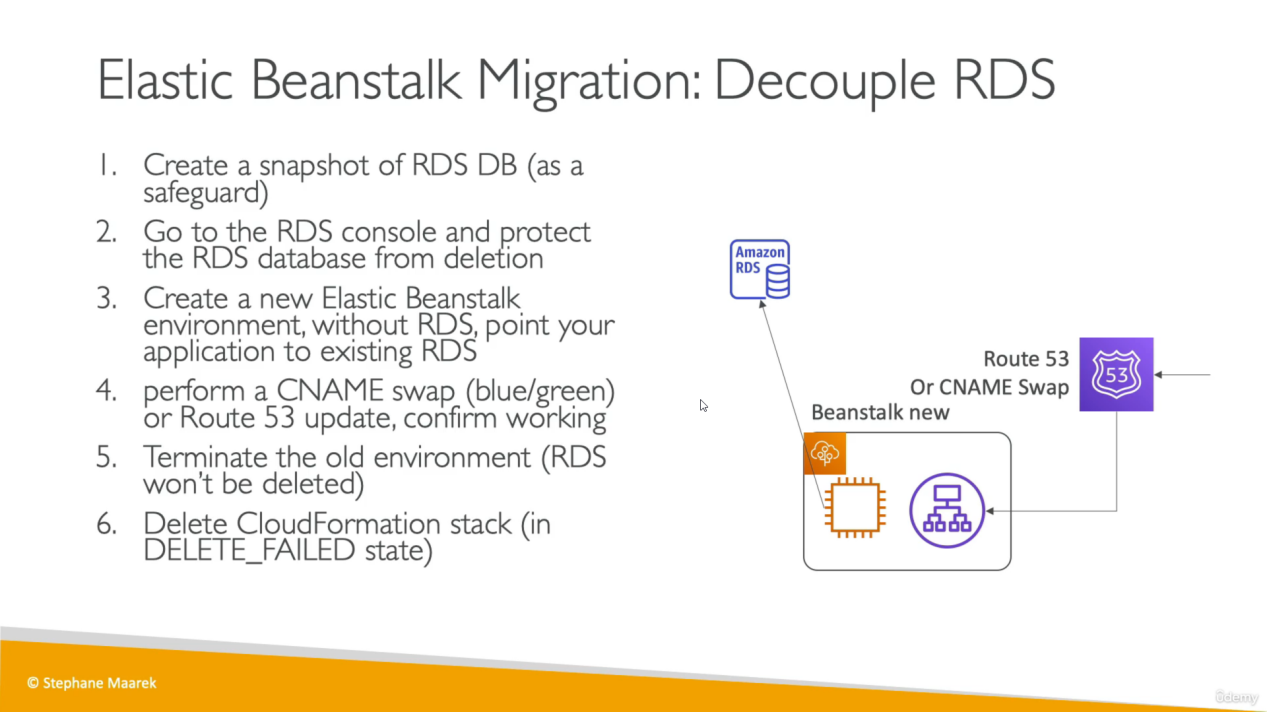 Elastic Beanstalk Migration: Decouple RDS
1. Create a snapshot of RDS DB (as a
safeguard)
2. Go to the RDS console and protect
the RDS database from deletion
3. Create a new Elastic Beanstalk
environment, without RDS, point your
application to existing RDS
4. perform a CNAME swap (blue/green)
or Route 53 update, confirm working
5. Terminate the old environment (RDS
won't be deleted)
6. Delete CloudFormation stack (in
DELETE_FAILED state)
Amazon
RDS
Route 53
Or CNAME Swap
53
Beanstalk new
© Stephane Maarek
ûdemy